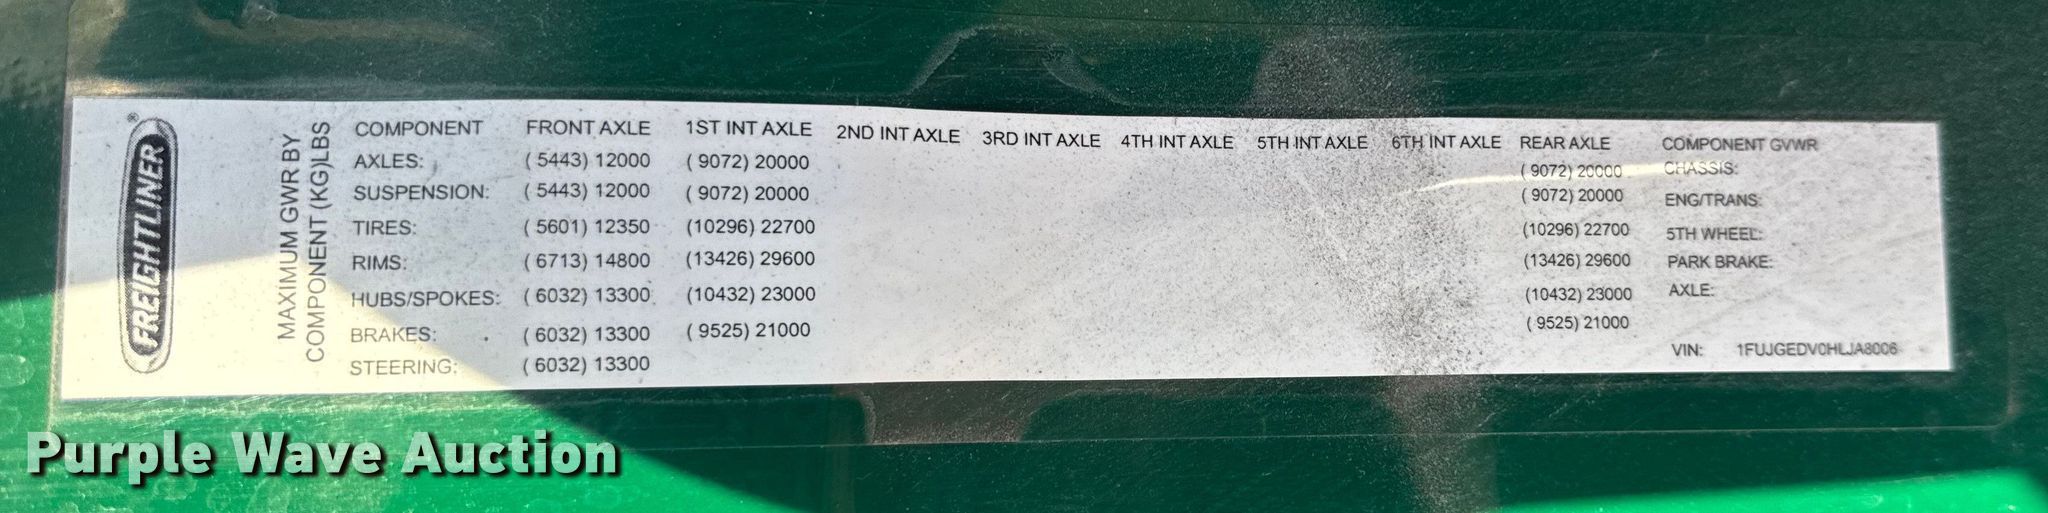 ® FREIGHTLINER
MAXIMUM GWR BY
COMPONENT (KG)LBS
COMPONENT FRONT AXLE 1ST INT AXLE 2ND INT AXLE 3RD INT AXLE 4TH INT AXLE 5TH INT AXLE 6TH INT AXLE REAR AXLE COMPONENT GVWR
AXLES: ( 5443) 12000 ( 9072) 20000 ( 9072) 20000 CHASSIS:
SUSPENSION: ( 5443) 12000 ( 9072) 20000 ( 9072) 20000 ENG/TRANS:
TIRES: ( 5601) 12350 (10296) 22700 (10296) 22700 5TH WHEEL:
RIMS: ( 6713) 14800 (13426) 29600 (13426) 29600 PARK BRAKE:
HUBS/SPOKES: ( 6032) 13300 (10432) 23000 (10432) 23000 AXLE:
BRAKES: ( 6032) 13300 ( 9525) 21000 ( 9525) 21000
STEERING: ( 6032) 13300
VIN: 1FUJGEDV0HLJA8006
Purple Wave Auction